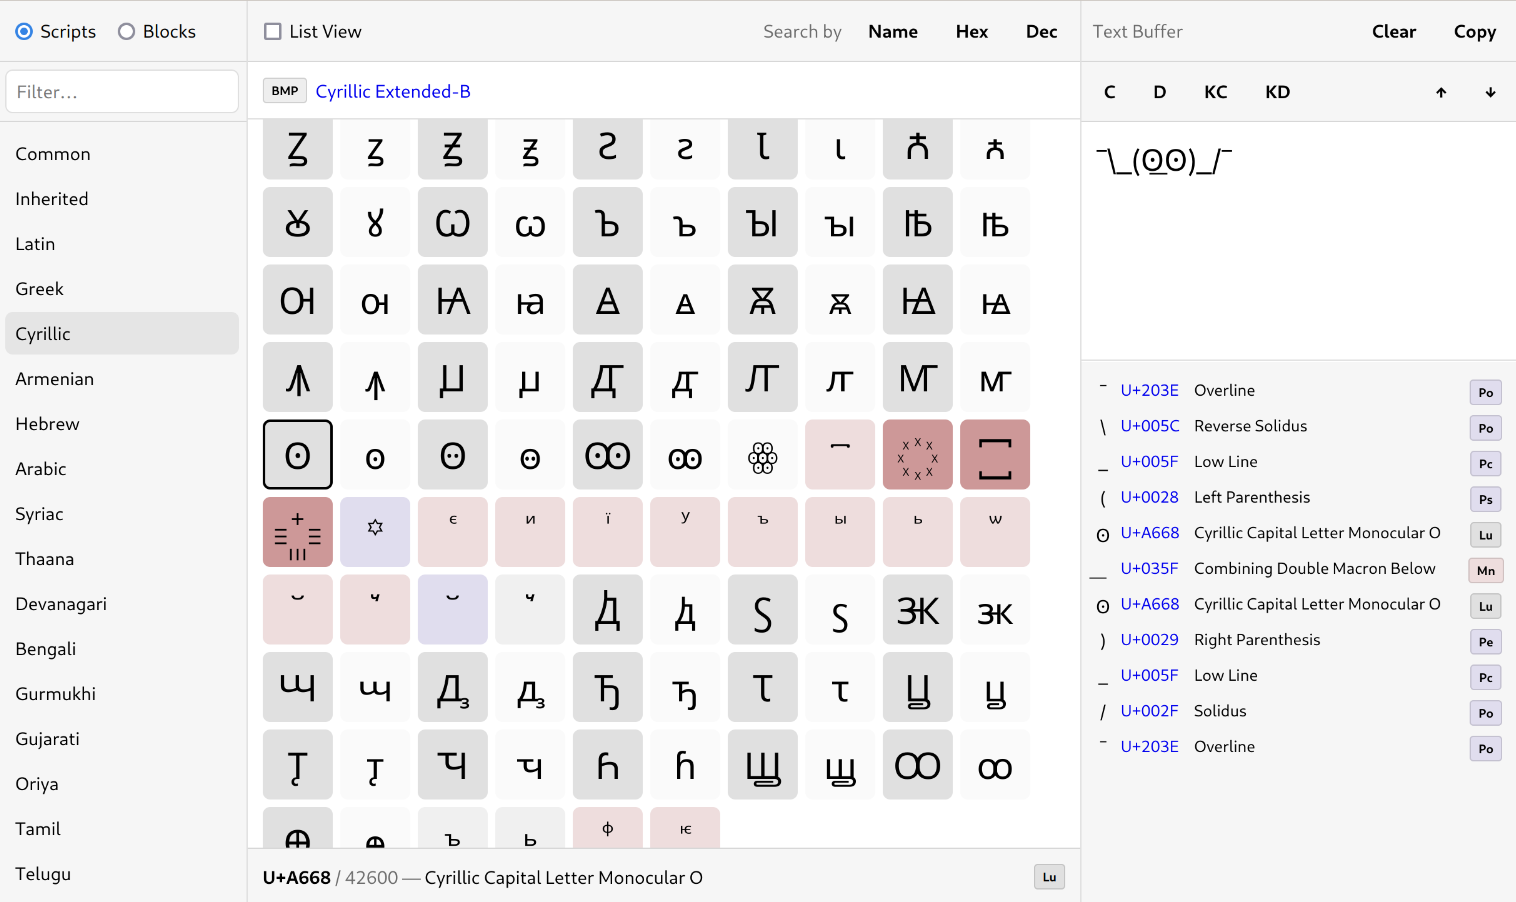 Scripts Blocks
Filter…
Common
Inherited
Latin
Greek
Cyrillic
Armenian
Hebrew
Arabic
Syriac
Thaana
Devanagari
Bengali
Gurmukhi
Gujarati
Oriya
Tamil
Telugu
List View Search by Name Hex Dec
BMP Cyrillic Extended-B
Ꙁ ꙁ Ꙃ ꙃ Ꙅ ꙅ Ꙇ ꙇ Ꙉ ꙉ
Ꙋ ꙋ Ꙍ ꙍ Ꙏ ꙏ Ꙑ ꙑ Ꙓ ꙓ
Ꙕ ꙕ Ꙗ ꙗ Ꙙ ꙙ Ꙛ ꙛ Ꙝ ꙝ
Ꙟ ꙟ Ꙡ ꙡ Ꙣ ꙣ Ꙥ ꙥ Ꙧ ꙧ
Ꙩ ꙩ Ꙫ ꙫ Ꙭ ꙭ ꙮ ꙯ ꙰ ꙱
꙲ ꙳ ꙴ ꙵ ꙶ ꙷ ꙸ ꙹ ꙺ ꙻ
꙼ ꙽ ꙾ ꙿ Ꚁ ꚁ Ꚃ ꚃ Ꚅ ꚅ
Ꚇ ꚇ Ꚉ ꚉ Ꚋ ꚋ Ꚍ ꚍ Ꚏ ꚏ
Ꚑ ꚑ Ꚓ ꚓ Ꚕ ꚕ Ꚗ ꚗ Ꚙ ꚙ
Ꚛ ꚛ ꚜ ꚝ ꚞ ꚟ
U+A668 / 42600 — Cyrillic Capital Letter Monocular O Lu
Text Buffer Clear Copy
C D KC KD ↑ ↓
‾\_(Ꙩ͟Ꙩ)_/‾
‾ U+203E Overline Po
\ U+005C Reverse Solidus Po
_ U+005F Low Line Pc
( U+0028 Left Parenthesis Ps
Ꙩ U+A668 Cyrillic Capital Letter Monocular O Lu
͟ U+035F Combining Double Macron Below Mn
Ꙩ U+A668 Cyrillic Capital Letter Monocular O Lu
) U+0029 Right Parenthesis Pe
_ U+005F Low Line Pc
/ U+002F Solidus Po
‾ U+203E Overline Po